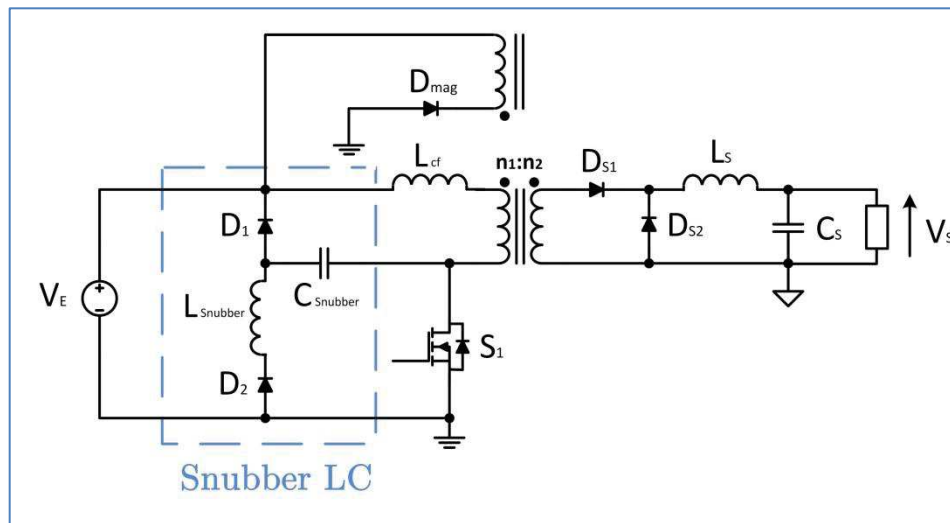 Dmag
Lcf
n1:n2
DS1
LS
D1
DS2
CS
VS
CSnubber
VE
LSnubber
S1
D2
Snubber LC